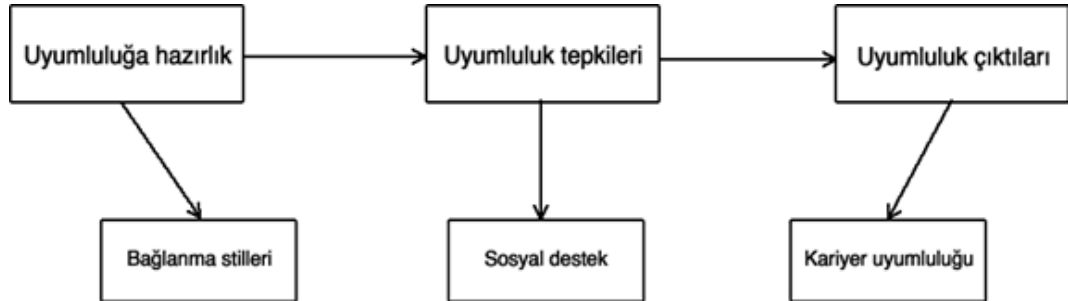 Uyumluluğa hazırlık
Uyumluluk tepkileri
Uyumluluk çıktıları
Bağlanma stilleri
Sosyal destek
Kariyer uyumluluğu